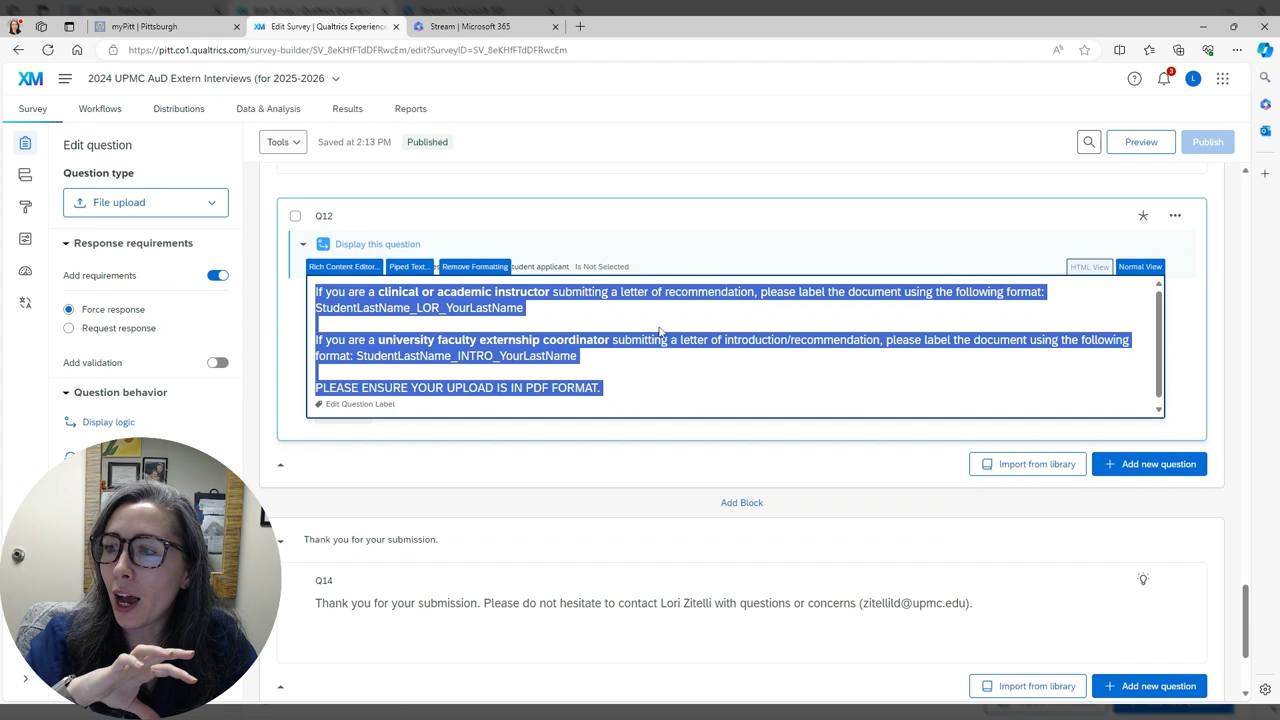 myPitt | Pittsburgh
Edit Survey | Qualtrics Experience
Stream | Microsoft 365
https://pitt.co1.qualtrics.com/survey-builder/SV_8eKHfFTdDFRwcEm/edit?SurveyID=SV_8eKHfFTdDFRwcEm
XM
2024 UPMC AuD Extern Interviews (for 2025-2026
3
L
Survey
Workflows
Distributions
Data & Analysis
Results
Reports
Edit question
Tools
Saved at 2:13 PM
Published
Preview
Publish
Question type
File upload
Response requirements
Add requirements
Force response
Request response
Add validation
Question behavior
Display logic
Q12
Display this question
Rich Content Editor...
Piped Text...
Remove Formatting
tudent applicant
Is Not Selected
HTML View
Normal View
If you are a clinical or academic instructor submitting a letter of recommendation, please label the document using the following format:
StudentLastName_LOR_YourLastName
If you are a university faculty externship coordinator submitting a letter of introduction/recommendation, please label the document using the following
format: StudentLastName_INTRO_YourLastName
PLEASE ENSURE YOUR UPLOAD IS IN PDF FORMAT.
Edit Question Label
Import from library
Add new question
Add Block
Thank you for your submission.
Q14
Thank you for your submission. Please do not hesitate to contact Lori Zitelli with questions or concerns (zitellild@upmc.edu).
Import from library
Add new question